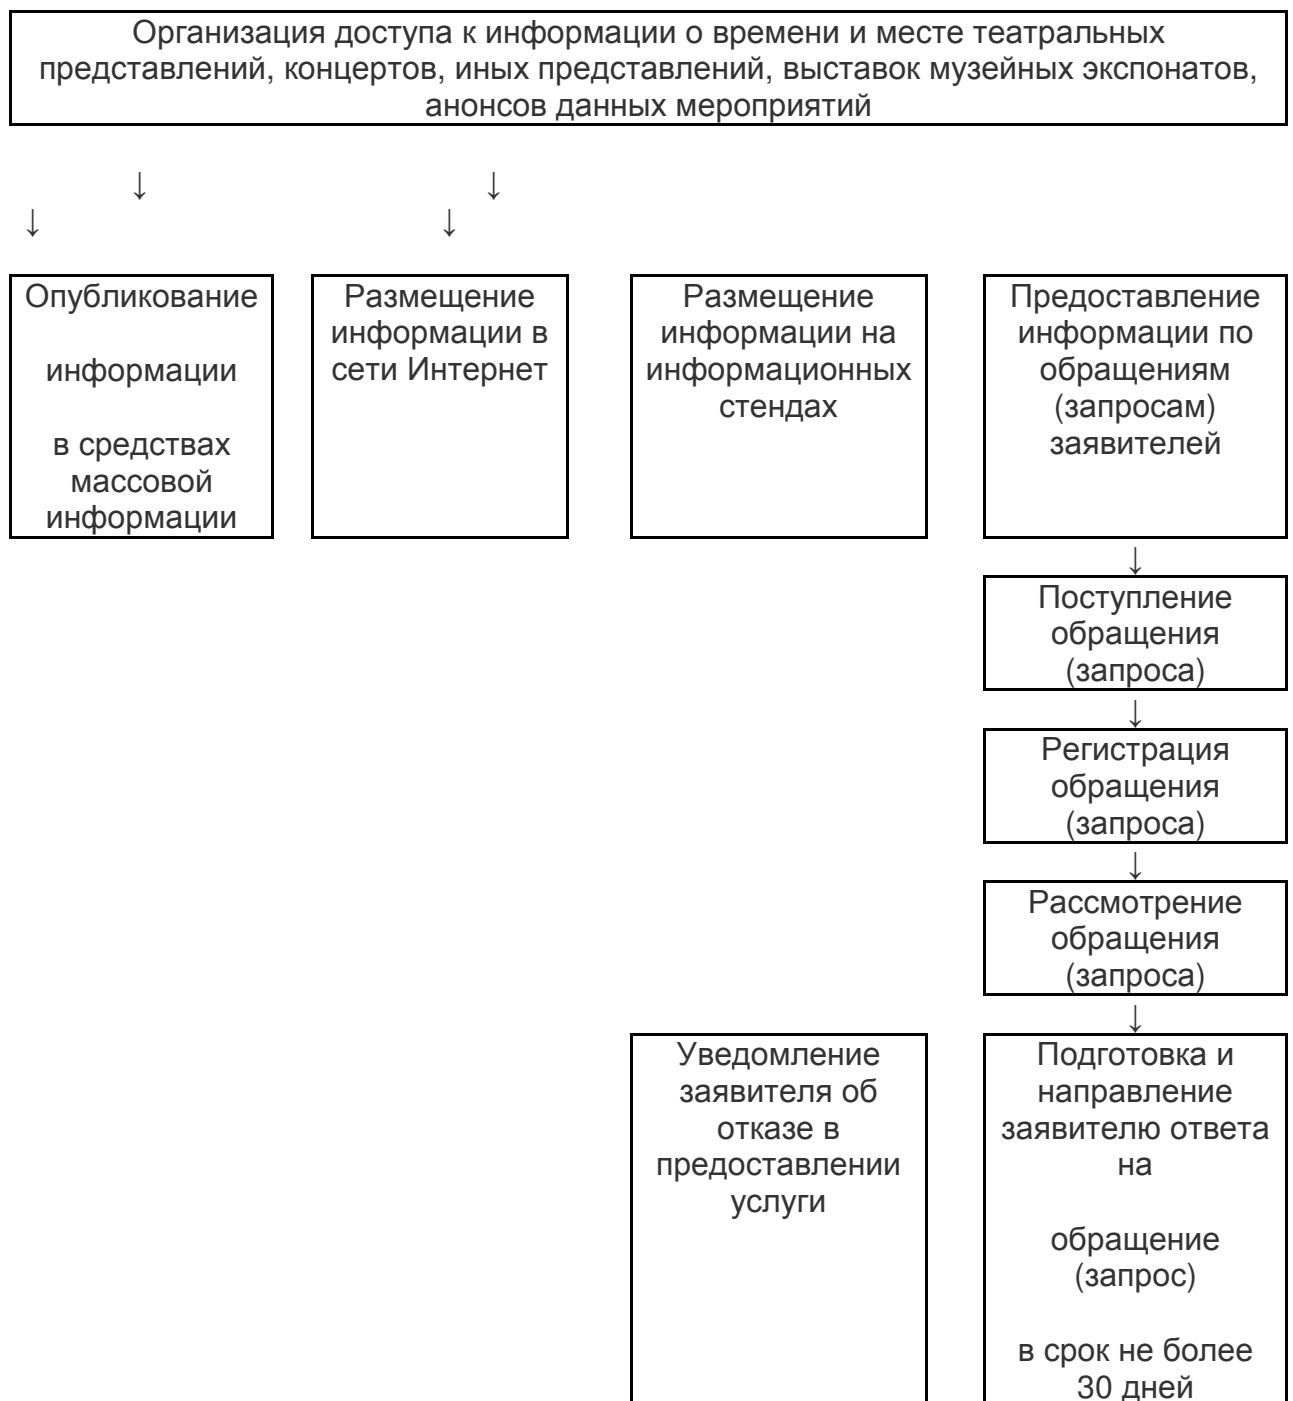 Организация доступа к информации о времени и месте театральных
представлений, концертов, иных представлений, выставок музейных экспонатов,
анонсов данных мероприятий
↓ ↓
↓ ↓
Опубликование
информации
в средствах
массовой
информации
Размещение
информации в
сети Интернет
Размещение
информации на
информационных
стендах
Предоставление
информации по
обращениям
(запросам)
заявителей
↓
Поступление
обращения
(запроса)
↓
Регистрация
обращения
(запроса)
↓
Рассмотрение
обращения
(запроса)
↓
Уведомление
заявителя об
отказе в
предоставлении
услуги
Подготовка и
направление
заявителю ответа
на
обращение
(запрос)
в срок не более
30 дней